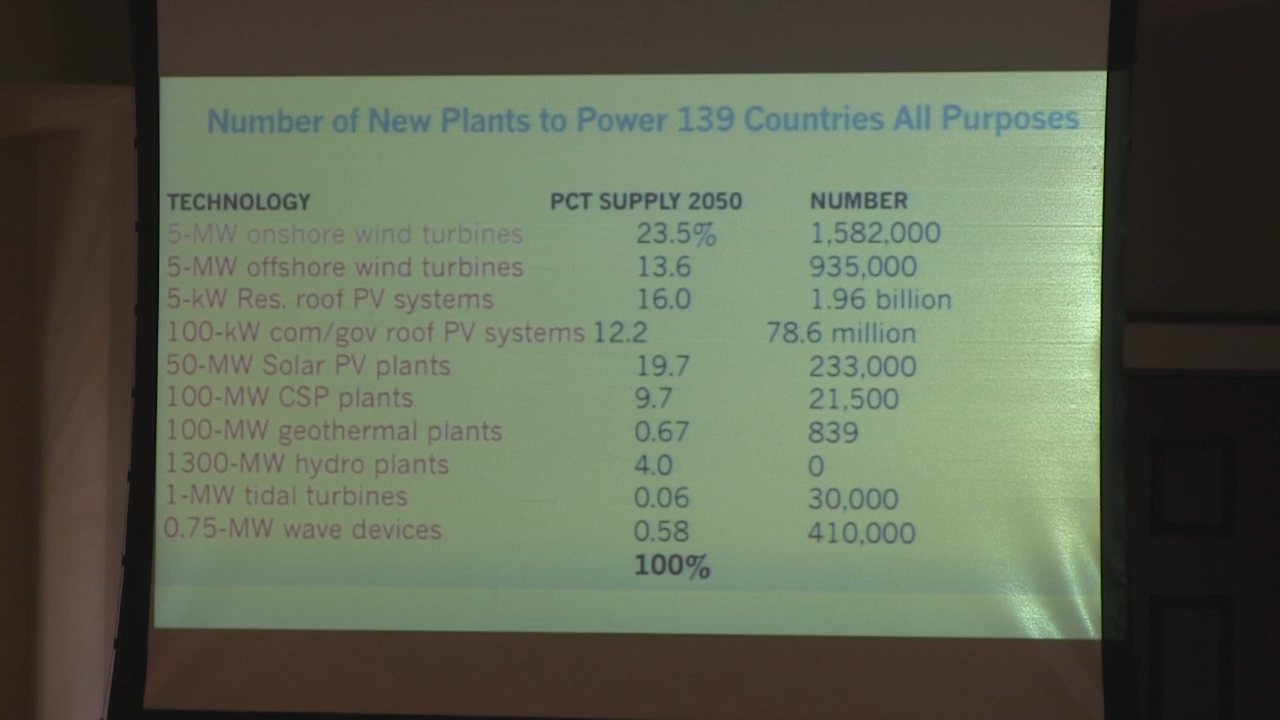 Number of New Plants to Power 139 Countries All Purposes
TECHNOLOGY PCT SUPPLY 2050 NUMBER
5-MW onshore wind turbines 23.5% 1,582,000
5-MW offshore wind turbines 13.6 935,000
5-kW Res. roof PV systems 16.0 1.96 billion
100-kW com/gov roof PV systems 12.2 78.6 million
50-MW Solar PV plants 19.7 233,000
100-MW CSP plants 9.7 21,500
100-MW geothermal plants 0.67 839
1300-MW hydro plants 4.0 0
1-MW tidal turbines 0.06 30,000
0.75-MW wave devices 0.58 410,000
100%